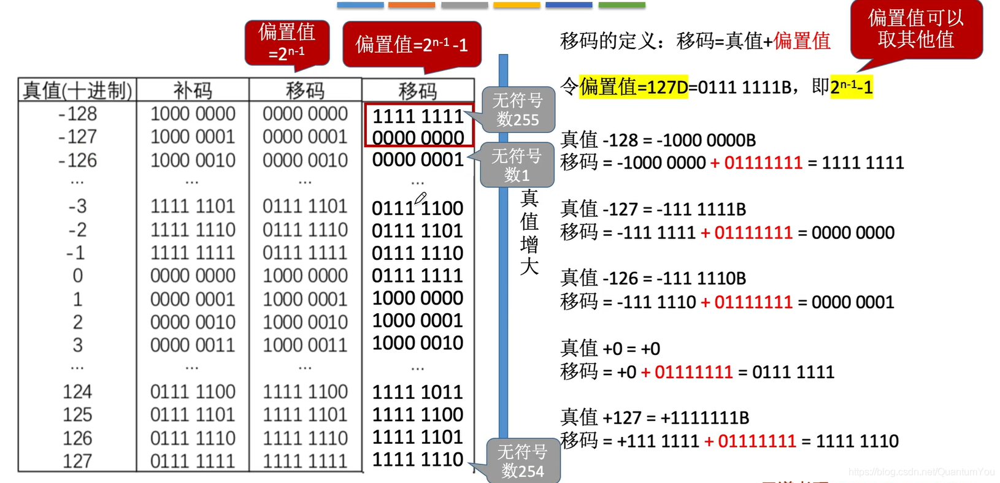 偏置值
=2ⁿ⁻¹
偏置值=2ⁿ⁻¹ -1
偏置值可以
取其他值
移码的定义：移码=真值+偏置值
令偏置值=127D=0111 1111B，即2ⁿ⁻¹-1
真值(十进制) 补码 移码 移码
-128 1000 0000 0000 0000 1111 1111
-127 1000 0001 0000 0001 0000 0000
-126 1000 0010 0000 0010 0000 0001
... ... ... ...
-3 1111 1101 0111 1101 0111 1100
-2 1111 1110 0111 1110 0111 1101
-1 1111 1111 0111 1111 0111 1110
0 0000 0000 1000 0000 0111 1111
1 0000 0001 1000 0001 1000 0000
2 0000 0010 1000 0010 1000 0001
3 0000 0011 1000 0011 1000 0010
... ... ... ...
124 0111 1100 1111 1100 1111 1011
125 0111 1101 1111 1101 1111 1100
126 0111 1110 1111 1110 1111 1101
127 0111 1111 1111 1111 1111 1110
无符号
数255
无符号
数1
真
值
增
大
无符号
数254
真值 -128 = -1000 0000B
移码 = -1000 0000 + 01111111 = 1111 1111
真值 -127 = -111 1111B
移码 = -111 1111 + 01111111 = 0000 0000
真值 -126 = -111 1110B
移码 = -111 1110 + 01111111 = 0000 0001
真值 +0 = +0
移码 = +0 + 01111111 = 0111 1111
真值 +127 = +1111111B
移码 = +111 1111 + 01111111 = 1111 1110
https://blog.csdn.net/QuantumYou